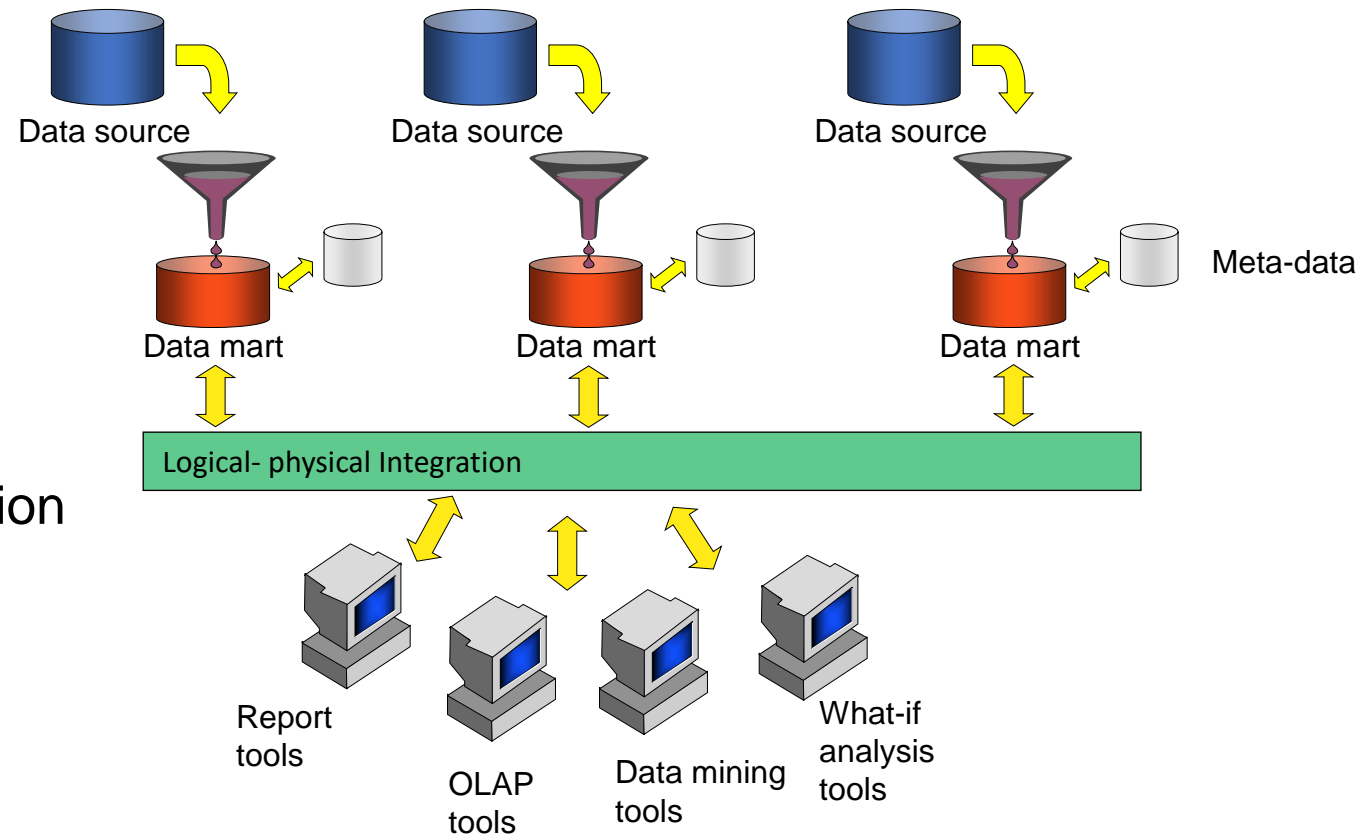 Data source
Data source
Data source
Meta-data
Data mart
Data mart
Data mart
Logical- physical Integration
ion
Report
tools
OLAP
tools
Data mining
tools
What-if
analysis
tools